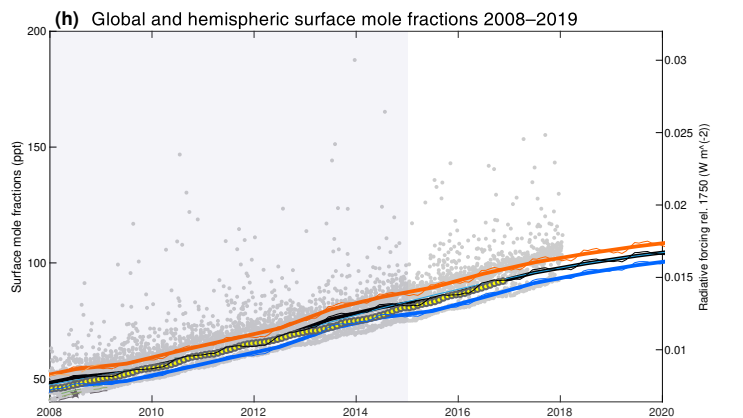 (h) Global and hemispheric surface mole fractions 2008–2019
200
150
100
50
Surface mole fractions (ppt)
0.03
0.025
0.02
0.015
0.01
Radiative forcing rel. 1750 (W m^(-2))
2008 2010 2012 2014 2016 2018 2020